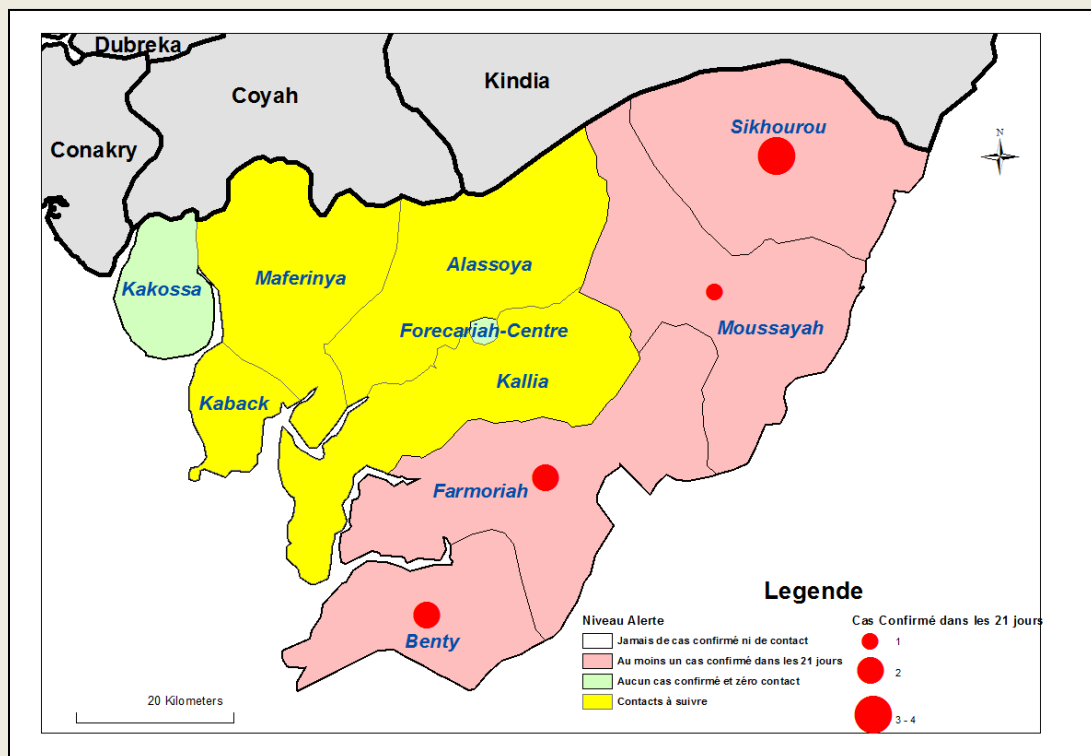 Dubreka
Kindia
Coyah
Sikhourou
Conakry
N
Alassoya
Maferinya
Kakossa
Forecariah-Centre
Moussayah
Kallia
Kaback
Farmoriah
Benty
Legende
Niveau Alerte
Jamais de cas confirmé ni de contact
Au moins un cas confirmé dans les 21 jours
Aucun cas confirmé et zéro contact
Contacts à suivre
Cas Confirmé dans les 21 jours
1
2
3 - 4
20 Kilometers